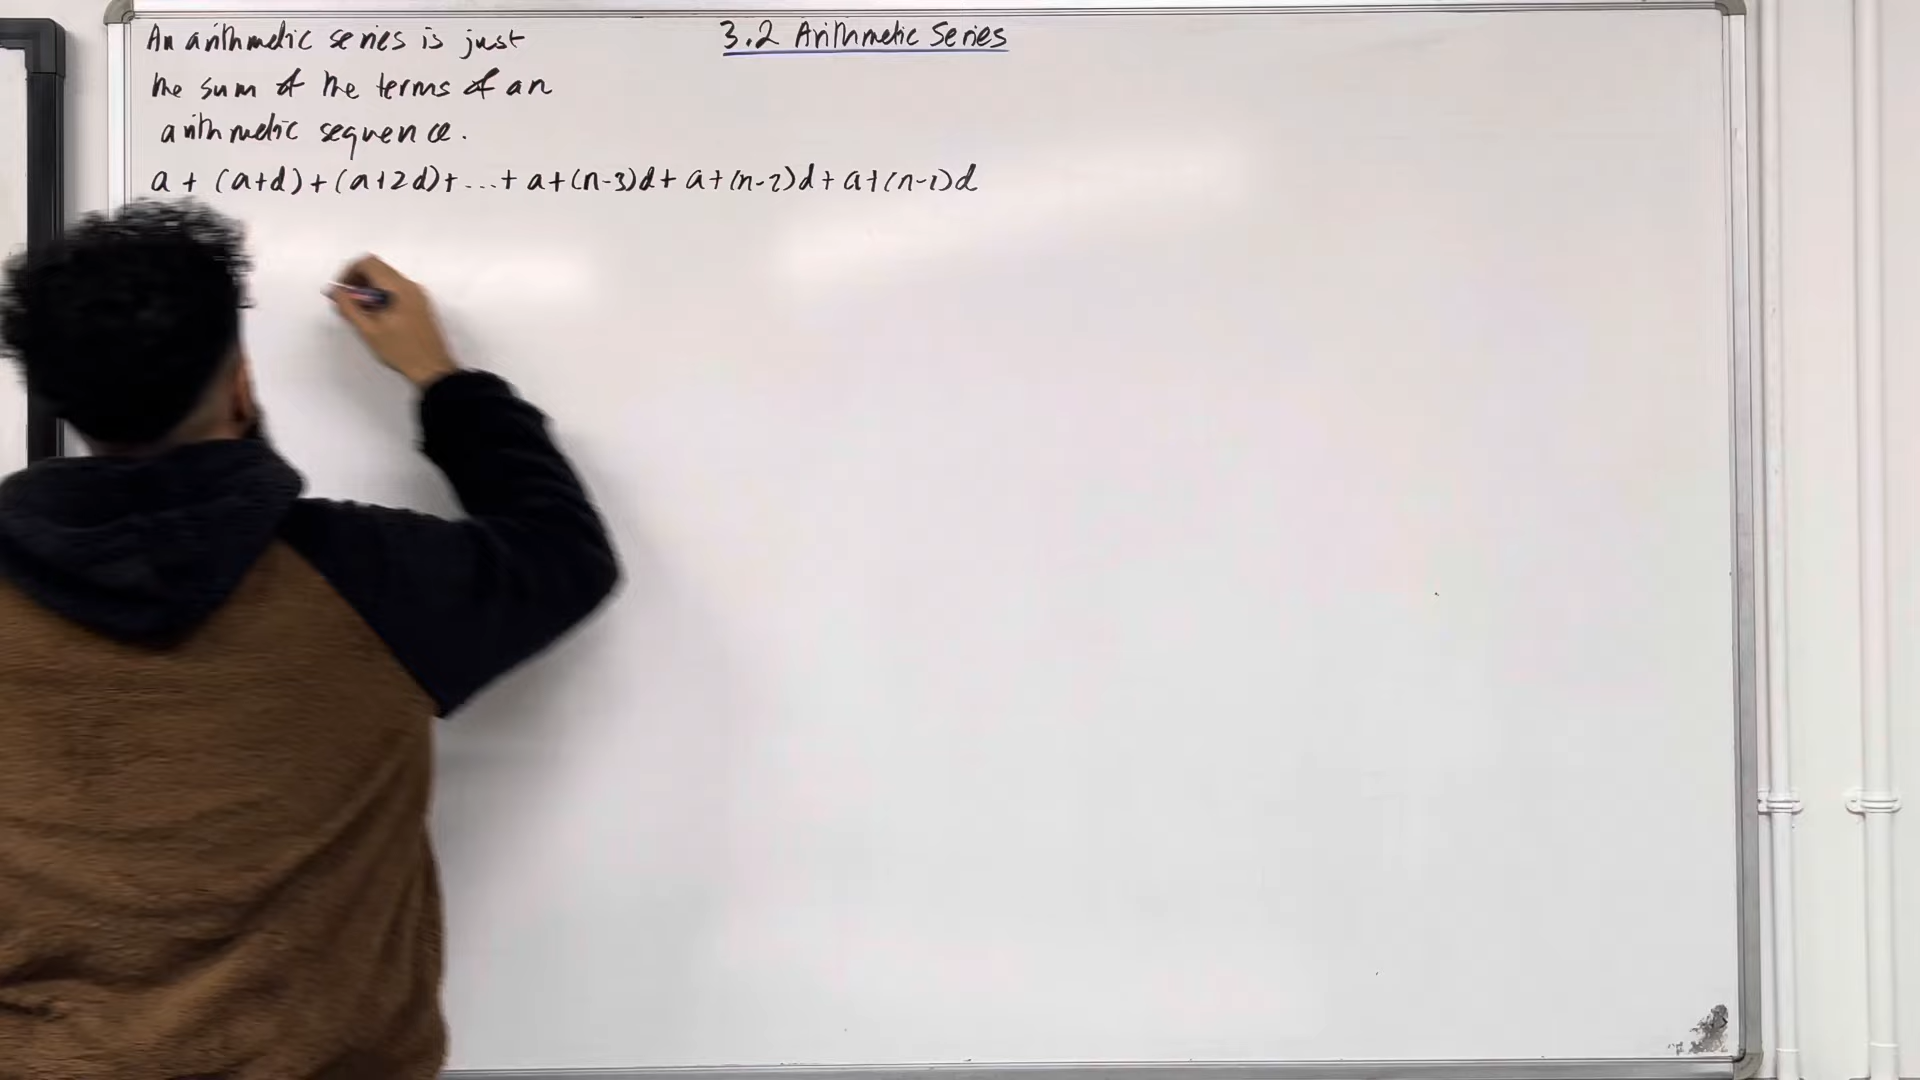 3.2 Arithmetic Series
An arithmetic series is just
the sum of the terms of an
arithmetic sequence.
a + (a+d)+(a+2d)+...+ a+(n-3)d+ a+(n-2)d+ a+(n-1)d